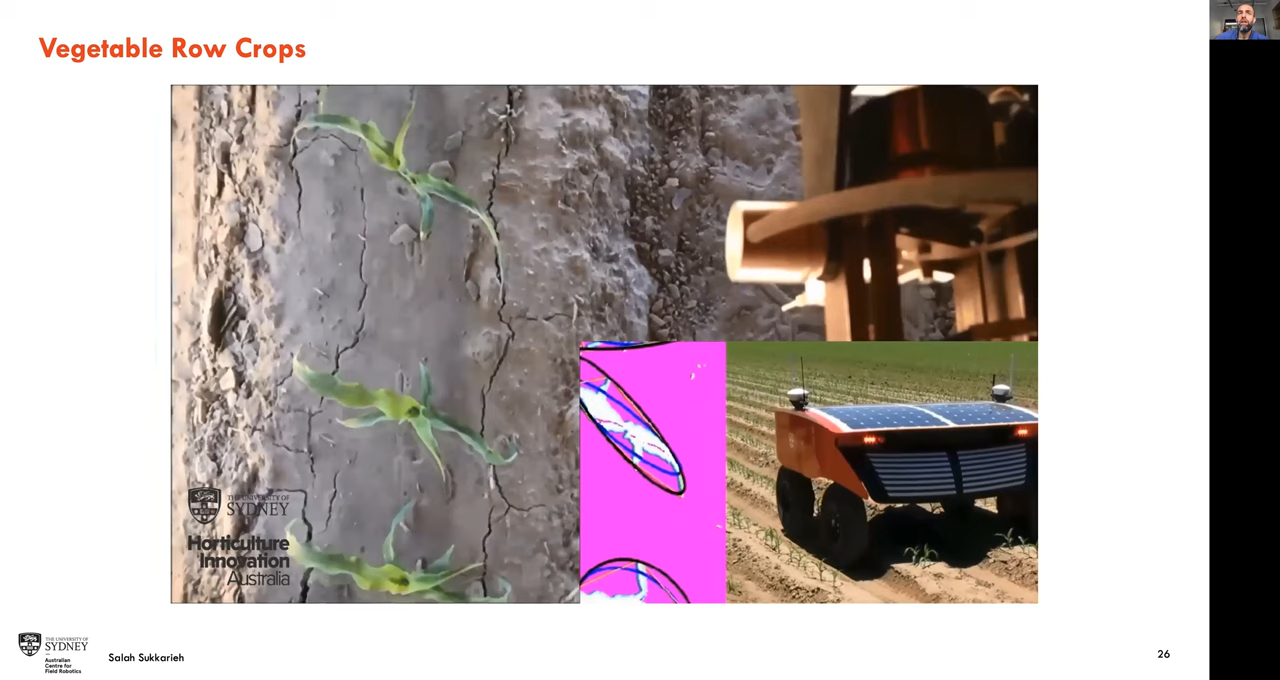 Vegetable Row Crops
THE UNIVERSITY OF
SYDNEY
Horticulture
Innovation
Australia
THE UNIVERSITY OF
SYDNEY
Australian
Centre for
Field Robotics
Salah Sukkarieh
26